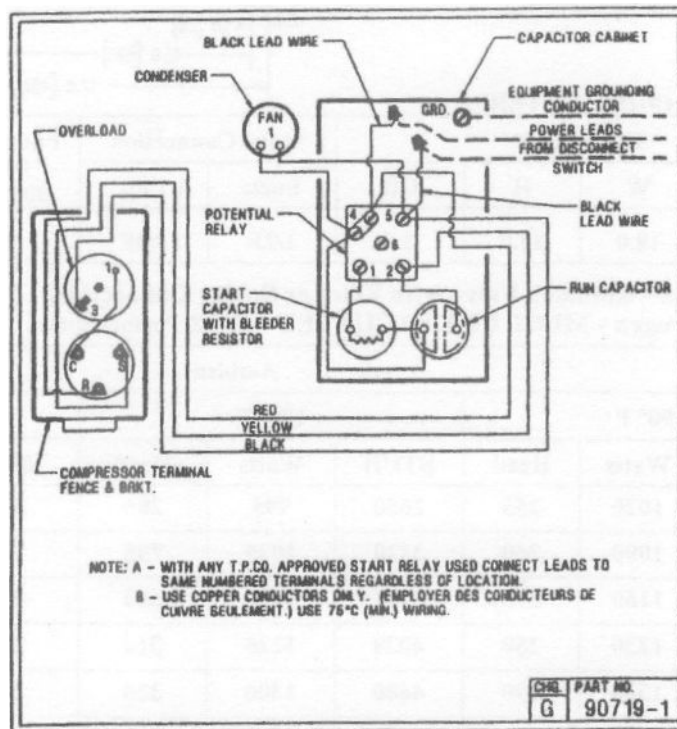 BLACK LEAD WIRE
CAPACITOR CABINET
CONDENSER
FAN
1
GRD
EQUIPMENT GROUNDING
CONDUCTOR
OVERLOAD
POWER LEADS
FROM DISCONNECT
SWITCH
4
5
POTENTIAL
RELAY
6
BLACK
LEAD WIRE
1
2
1
3
START
CAPACITOR
WITH BLEEDER
RESISTOR
RUN CAPACITOR
C
S
R
RED
YELLOW
BLACK
COMPRESSOR TERMINAL
FENCE & BRKT.
NOTE: A - WITH ANY T.P.CO. APPROVED START RELAY USED CONNECT LEADS TO
SAME NUMBERED TERMINALS REGARDLESS OF LOCATION.
B - USE COPPER CONDUCTORS ONLY. (EMPLOYER DES CONDUCTEURS DE
CUIVRE SEULEMENT.) USE 75°C (MIN.) WIRING.
CHG. PART NO.
G 90719-1